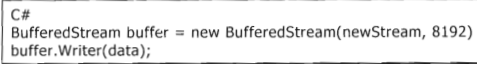 C#
BufferedStream buffer = new BufferedStream(newStream, 8192)
buffer.Writer(data);